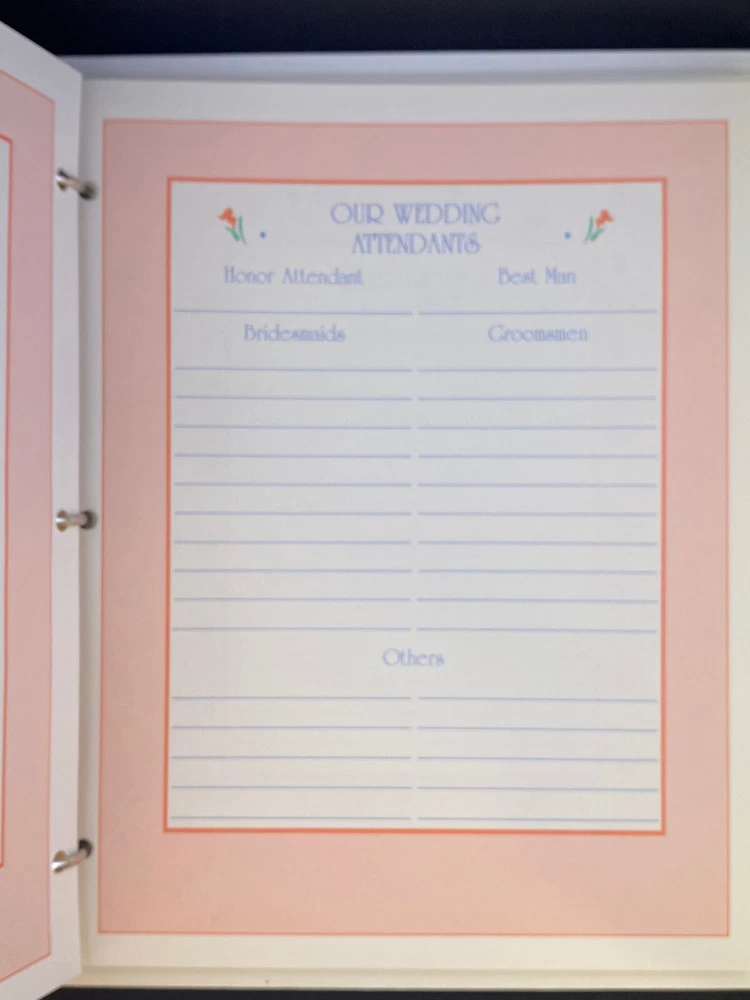 OUR WEDDING
ATTENDANTS
Honor Attendant Best Man
Bridesmaids Groomsmen
Others